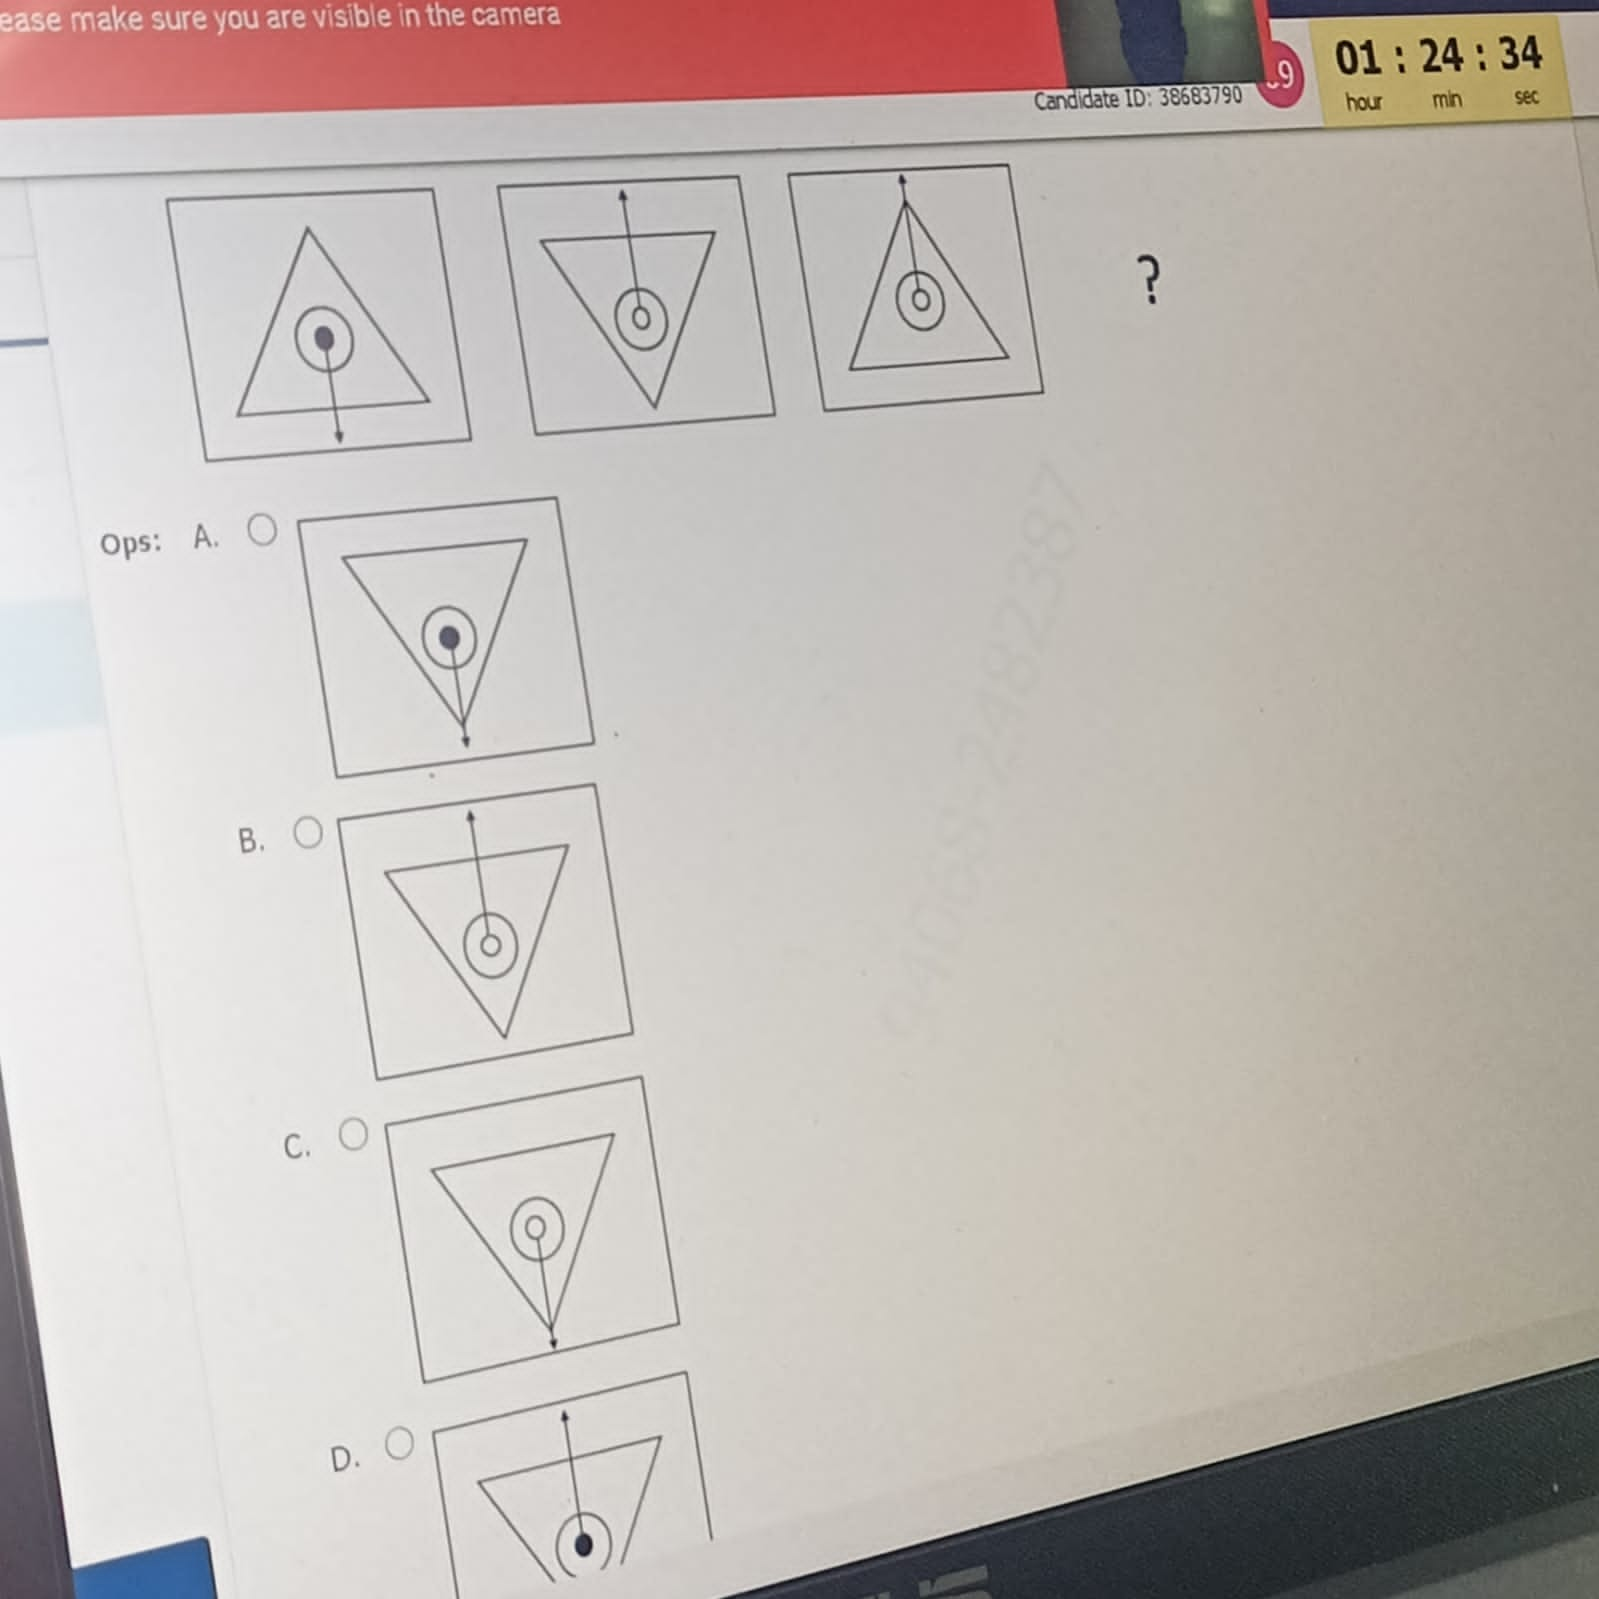 ease make sure you are visible in the camera
01 : 24 : 34
hour min sec
Candidate ID: 38683790
?
Ops: A.
B.
C.
D.